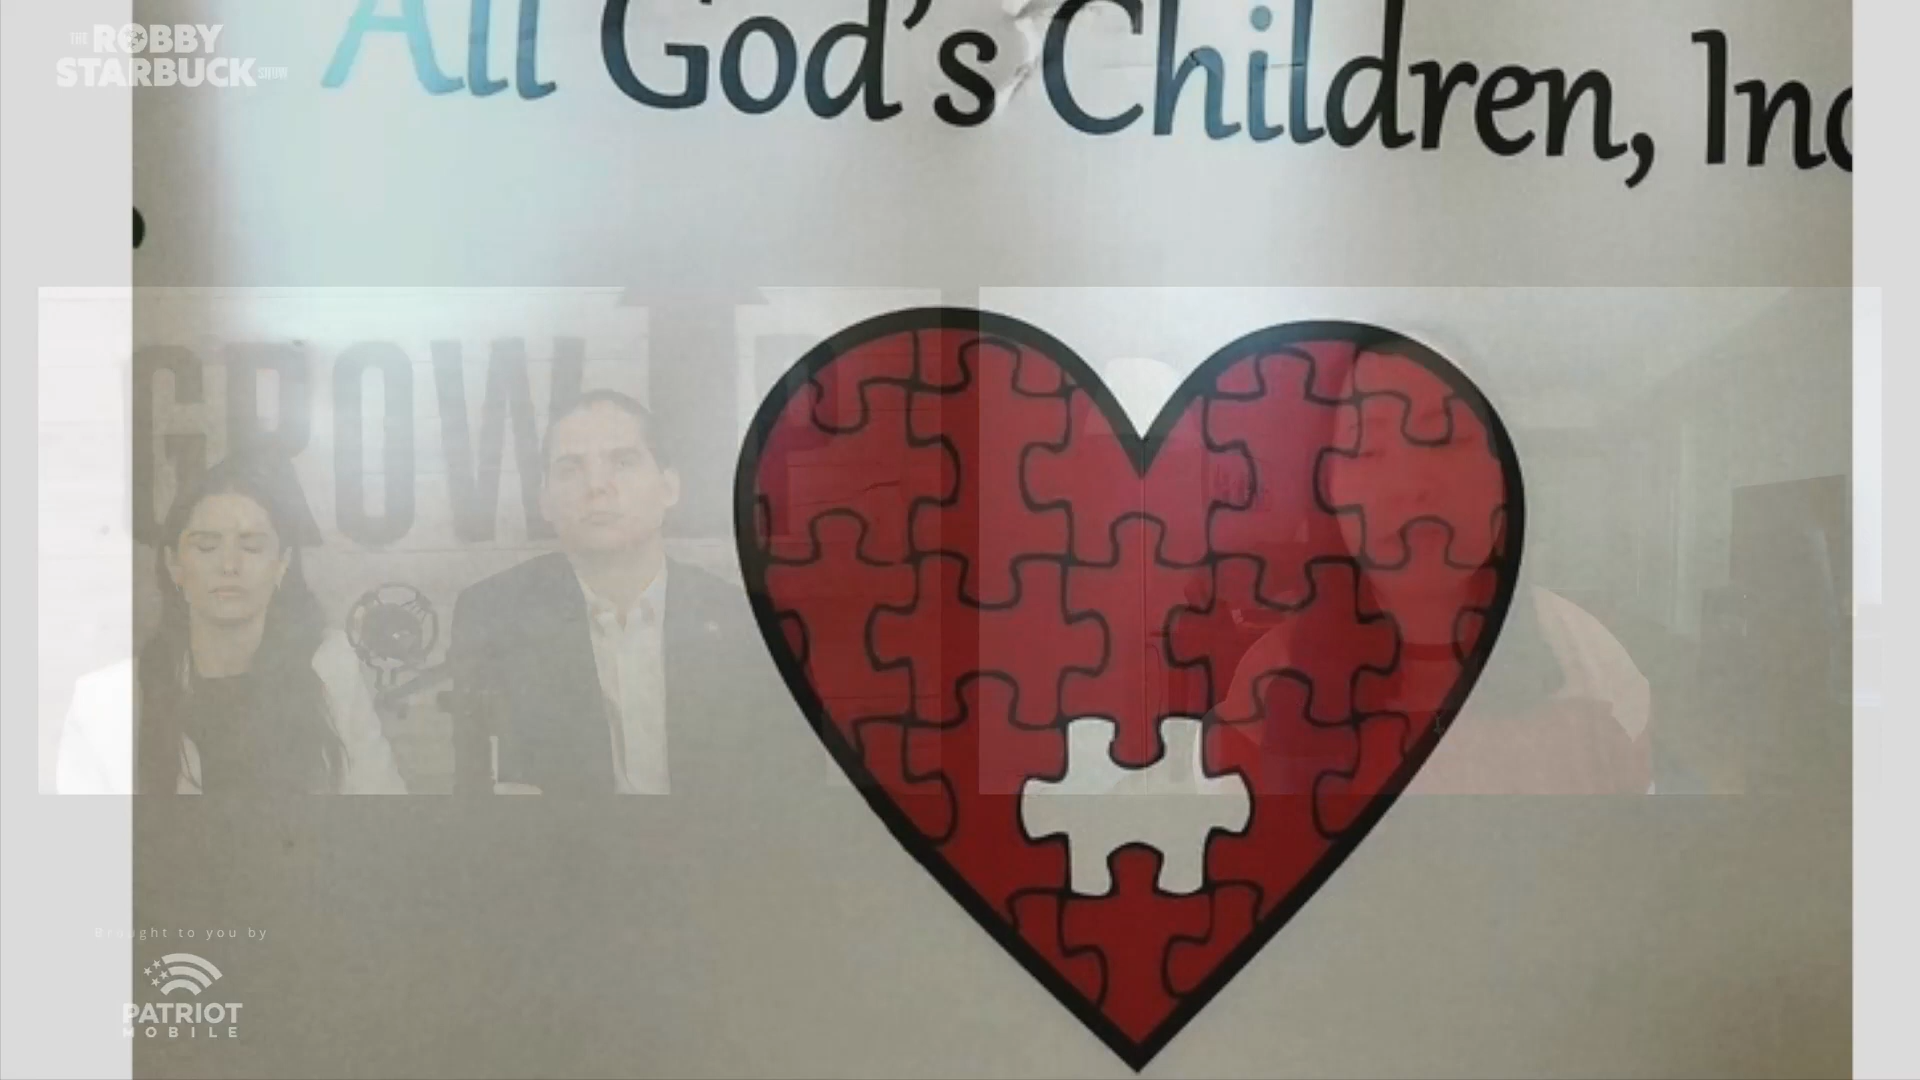 THE
ROBBY
STARBUCK SHOW
All God's Children, Inc
GROW
Brought to you by
PATRIOT
MOBILE